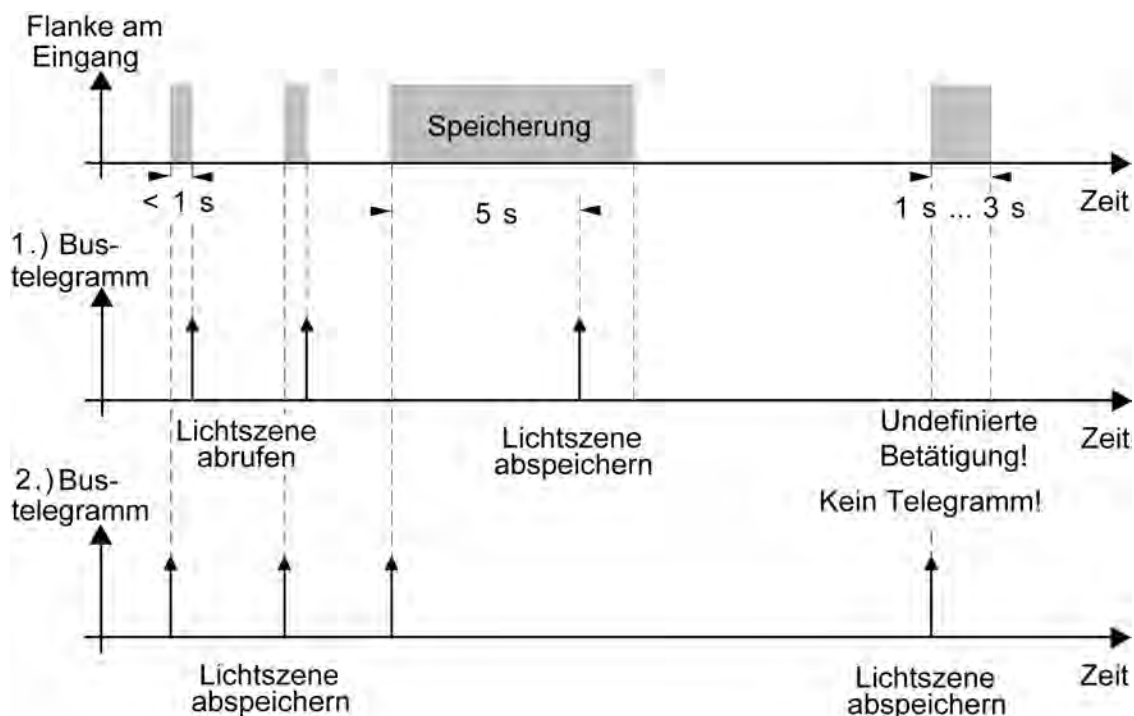 Flanke am
Eingang
Speicherung
< 1 s
5 s
1 s ... 3 s
Zeit
1.) Bus-
telegramm
Lichtszene
abrufen
Lichtszene
abspeichern
Undefinierte
Betätigung!
Kein Telegramm!
Zeit
2.) Bus-
telegramm
Lichtszene
abspeichern
Lichtszene
abspeichern
Zeit